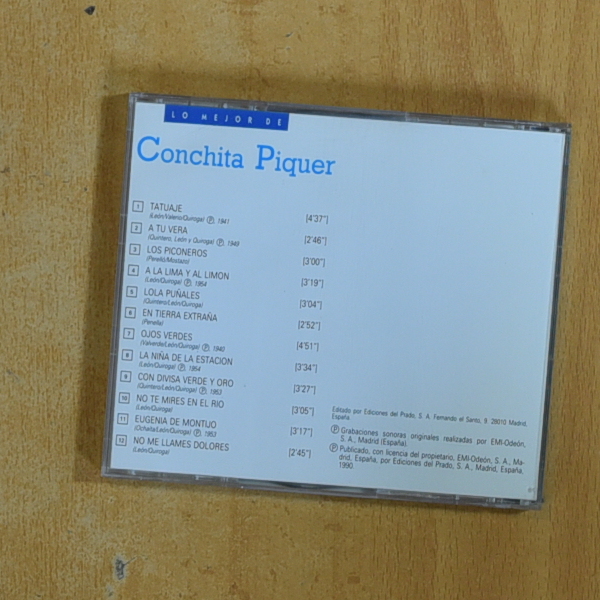 LO MEJOR DE
Conchita Piquer
1 TATUAJE [4'37"]
(León/Valerio/Quiroga) Ⓟ 1941
2 A TU VERA [2'46]
(Quintero, León y Quiroga) Ⓟ 1949
3 LOS PICONEROS [3'00"]
(Perelló/Mostazo)
4 A LA LIMA Y AL LIMON [3'19"]
(León/Quiroga) Ⓟ 1954
5 LOLA PUÑALES [3'04"]
(Quintero/León/Quiroga)
6 EN TIERRA EXTRAÑA [2'52"]
(Penella)
7 OJOS VERDES [4'51"]
(Valverde/León/Quiroga) Ⓟ 1940
8 LA NIÑA DE LA ESTACION [3'34"]
(León/Quiroga) Ⓟ 1954
9 CON DIVISA VERDE Y ORO [3'27"]
(Quintero/León/Quiroga) Ⓟ 1953
10 NO TE MIRES EN EL RIO [3'05"]
(León/Quiroga)
11 EUGENIA DE MONTIJO [3'17"]
(Ochaíta/León/Quiroga) Ⓟ 1953
12 NO ME LLAMES DOLORES [2'45"]
(León/Quiroga)
Editado por Ediciones del Prado, S. A. Fernando el Santo, 9. 28010 Madrid,
España.
Ⓟ Grabaciones sonoras originales realizadas por EMI-Odeón,
S. A., Madrid (España).
Ⓟ Publicado, con licencia del propietario, EMI-Odeón, S. A., Ma-
drid, España, por Ediciones del Prado, S. A., Madrid, España,
1990